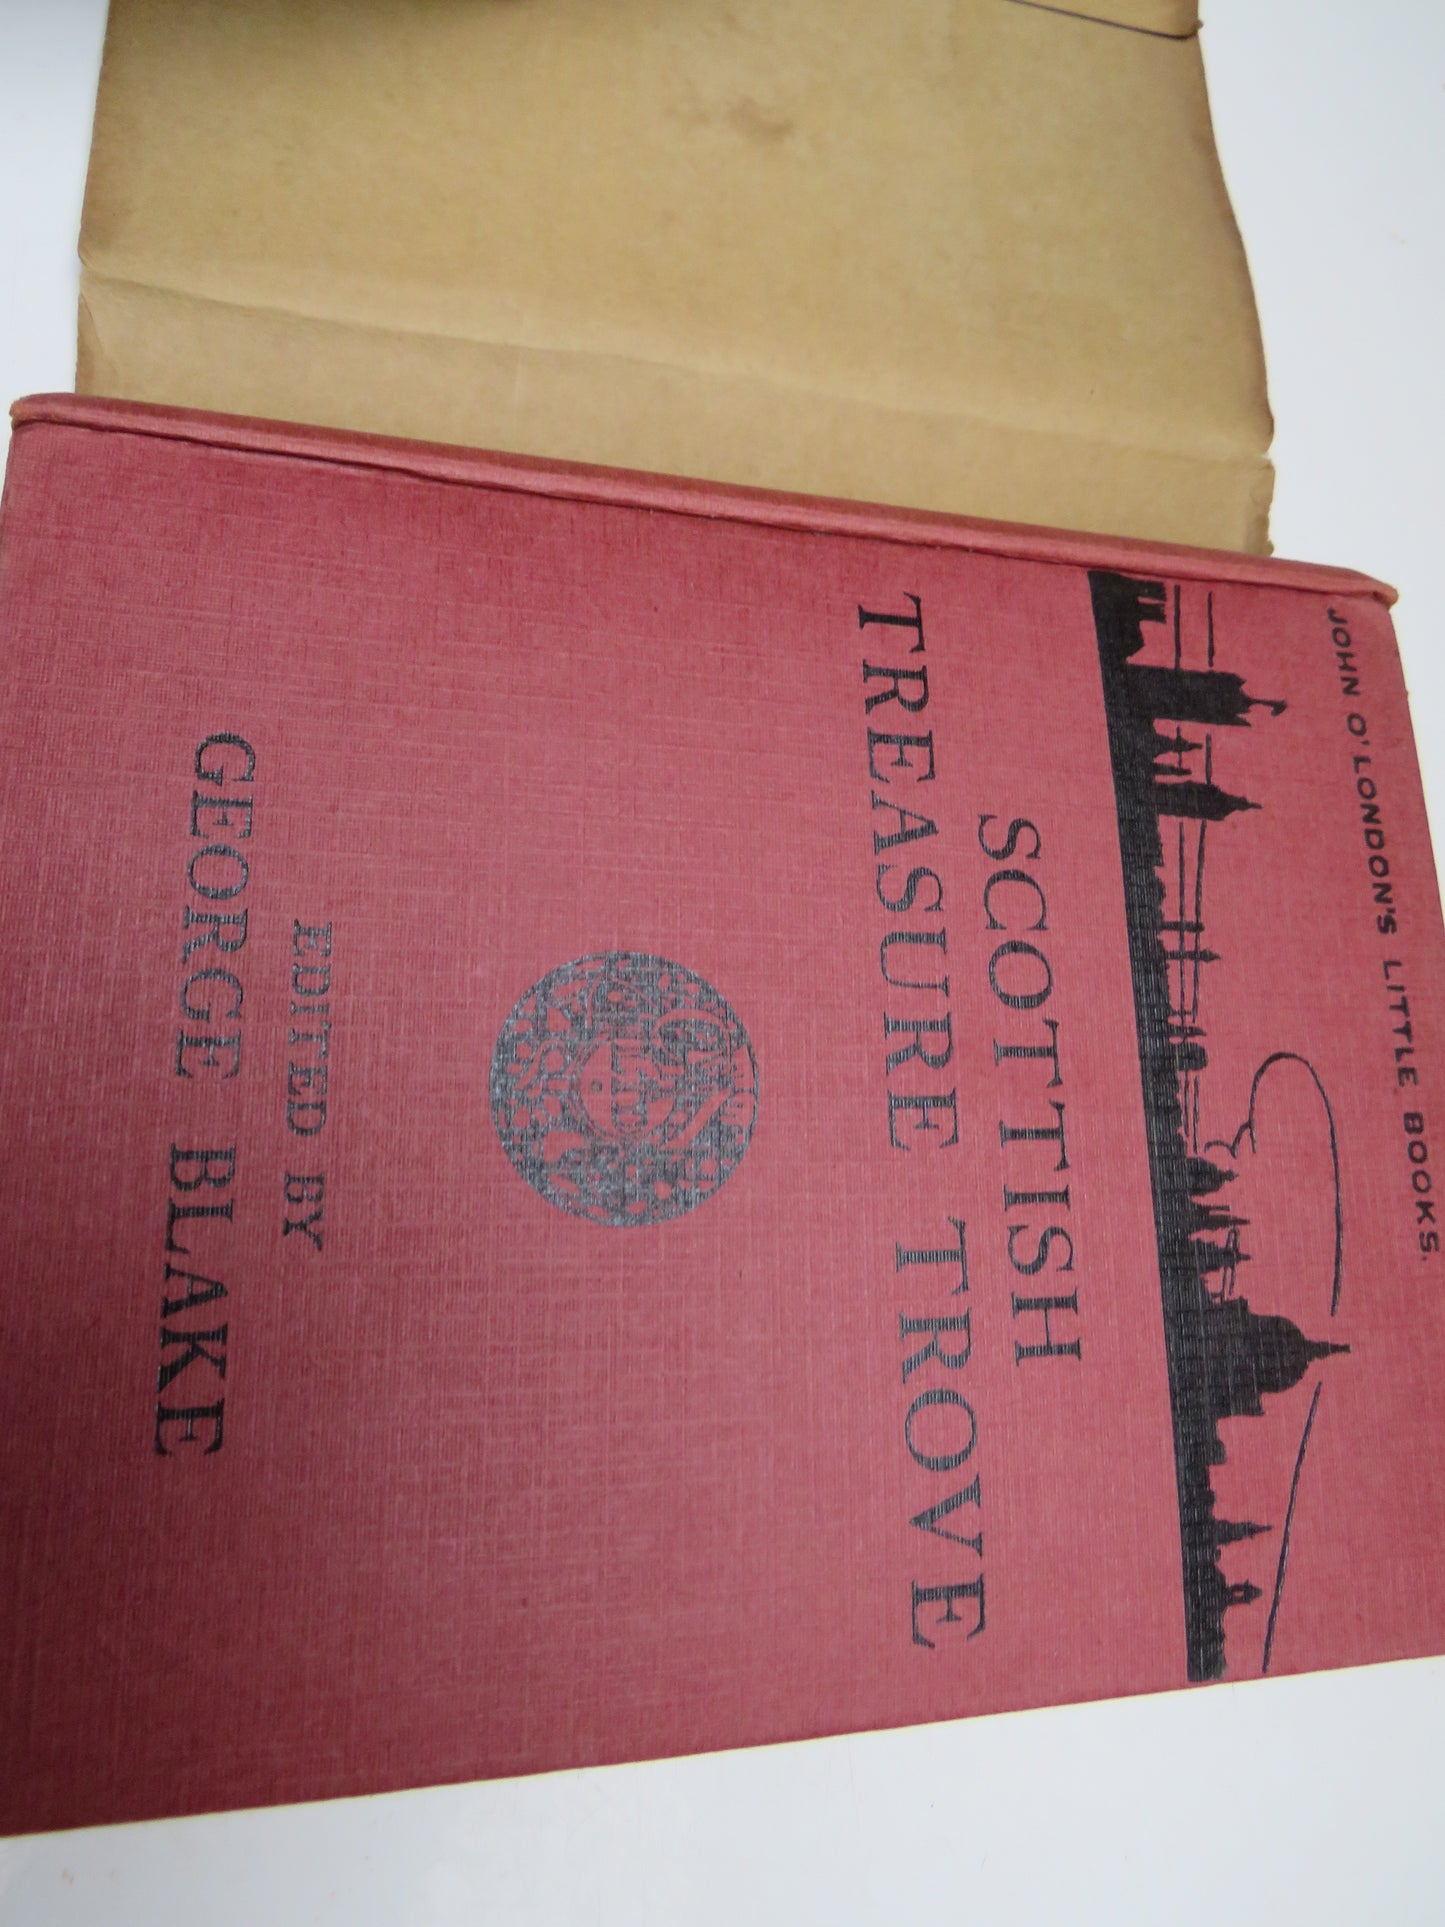 JOHN O'LONDON'S LITTLE BOOKS.
SCOTTISH
TREASURE TROVE
EDITED BY
GEORGE BLAKE